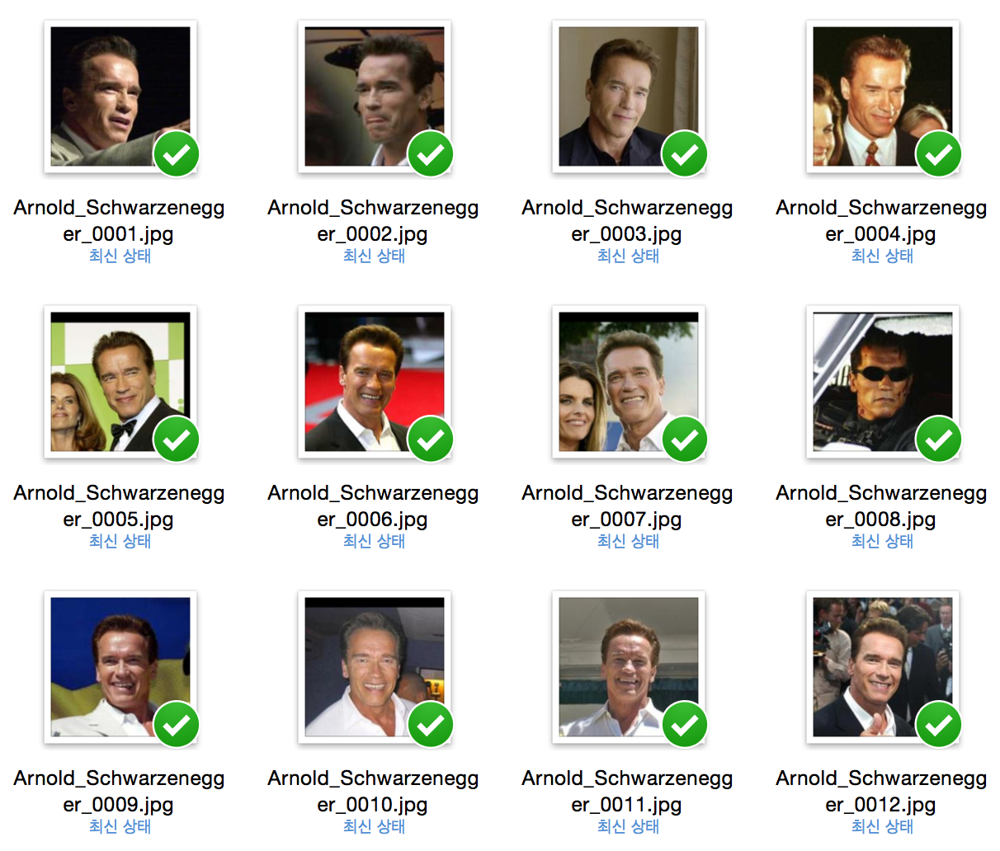 Arnold_Schwarzenegg
er_0001.jpg
최신 상태
Arnold_Schwarzenegg
er_0002.jpg
최신 상태
Arnold_Schwarzenegg
er_0003.jpg
최신 상태
Arnold_Schwarzenegg
er_0004.jpg
최신 상태
Arnold_Schwarzenegg
er_0005.jpg
최신 상태
Arnold_Schwarzenegg
er_0006.jpg
최신 상태
Arnold_Schwarzenegg
er_0007.jpg
최신 상태
Arnold_Schwarzenegg
er_0008.jpg
최신 상태
Arnold_Schwarzenegg
er_0009.jpg
최신 상태
Arnold_Schwarzenegg
er_0010.jpg
최신 상태
Arnold_Schwarzenegg
er_0011.jpg
최신 상태
Arnold_Schwarzenegg
er_0012.jpg
최신 상태